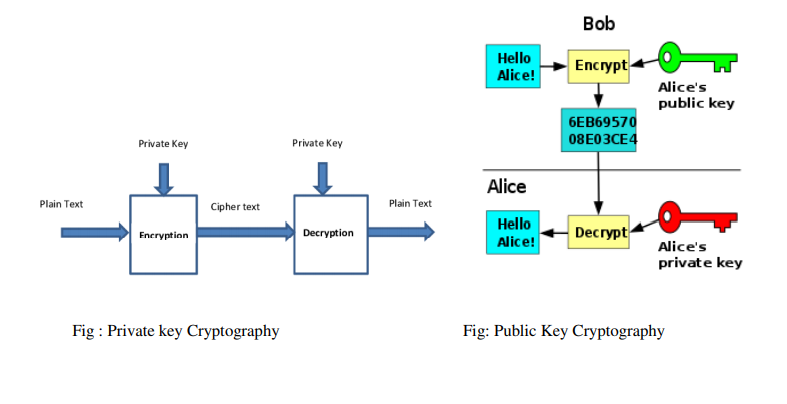 Private Key
Private Key
Plain Text
Cipher text
Plain Text
Encryption
Decryption
Fig : Private key Cryptography
Bob
Hello
Alice!
Encrypt
Alice's
public key
6EB69570
08E03CE4
Alice
Hello
Alice!
Decrypt
Alice's
private key
Fig: Public Key Cryptography